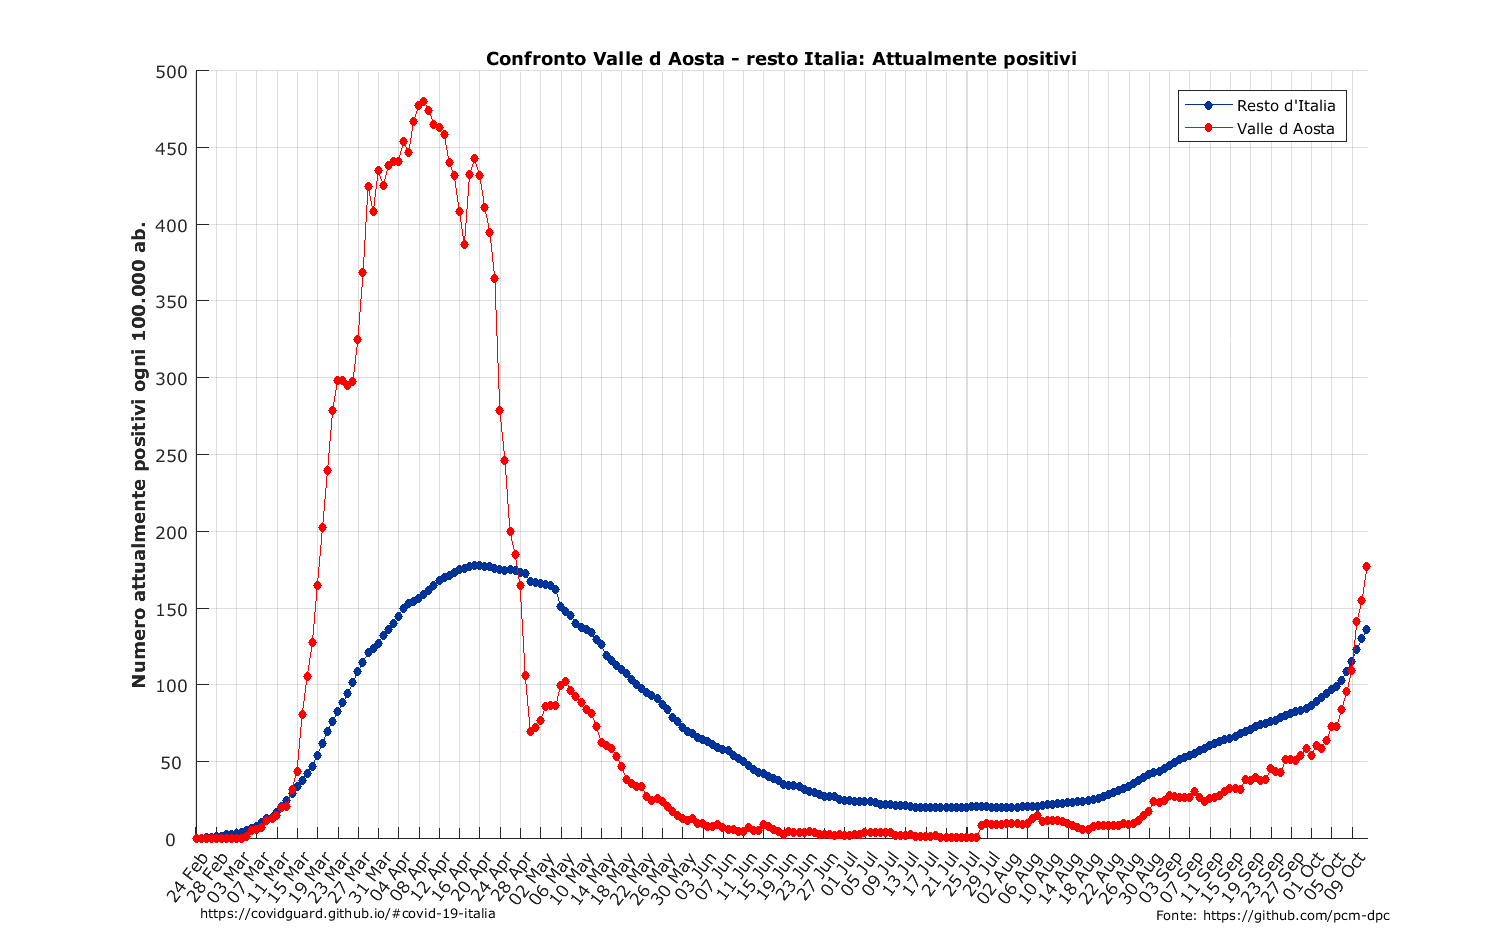 Confronto Valle d Aosta - resto Italia: Attualmente positivi
Resto d'Italia
Valle d Aosta
Numero attualmente positivi ogni 100.000 ab.
500
450
400
350
300
250
200
150
100
50
0
24 Feb
28 Feb
03 Mar
07 Mar
11 Mar
15 Mar
19 Mar
23 Mar
27 Mar
31 Mar
04 Apr
08 Apr
12 Apr
16 Apr
20 Apr
24 Apr
28 Apr
02 May
06 May
10 May
14 May
18 May
22 May
26 May
30 May
03 Jun
07 Jun
11 Jun
15 Jun
19 Jun
23 Jun
27 Jun
01 Jul
05 Jul
09 Jul
13 Jul
17 Jul
21 Jul
25 Jul
29 Jul
02 Aug
06 Aug
10 Aug
14 Aug
18 Aug
22 Aug
26 Aug
30 Aug
03 Sep
07 Sep
11 Sep
15 Sep
19 Sep
23 Sep
27 Sep
01 Oct
05 Oct
09 Oct
https://covidguard.github.io/#covid-19-italia
Fonte: https://github.com/pcm-dpc